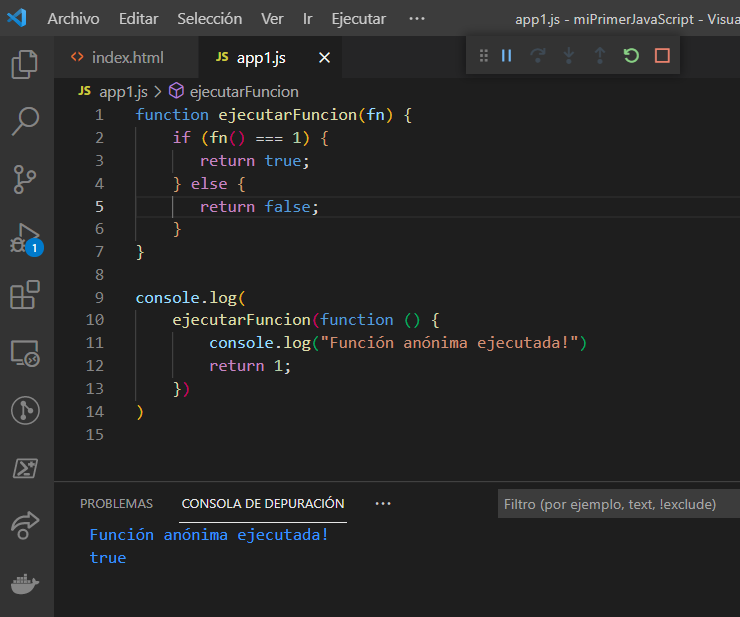 Archivo Editar Selección Ver Ir Ejecutar ··· app1.js - miPrimerJavaScript - Visua
<> index.html JS app1.js ×
JS app1.js > ejecutarFuncion
1 function ejecutarFuncion(fn) {
2 if (fn() === 1) {
3 return true;
4 } else {
5 return false;
6 }
7 }
8
9 console.log(
10 ejecutarFuncion(function () {
11 console.log("Función anónima ejecutada!")
12 return 1;
13 })
14 )
15
1
PROBLEMAS CONSOLA DE DEPURACIÓN ··· Filtro (por ejemplo, text, !exclude)
Función anónima ejecutada!
true